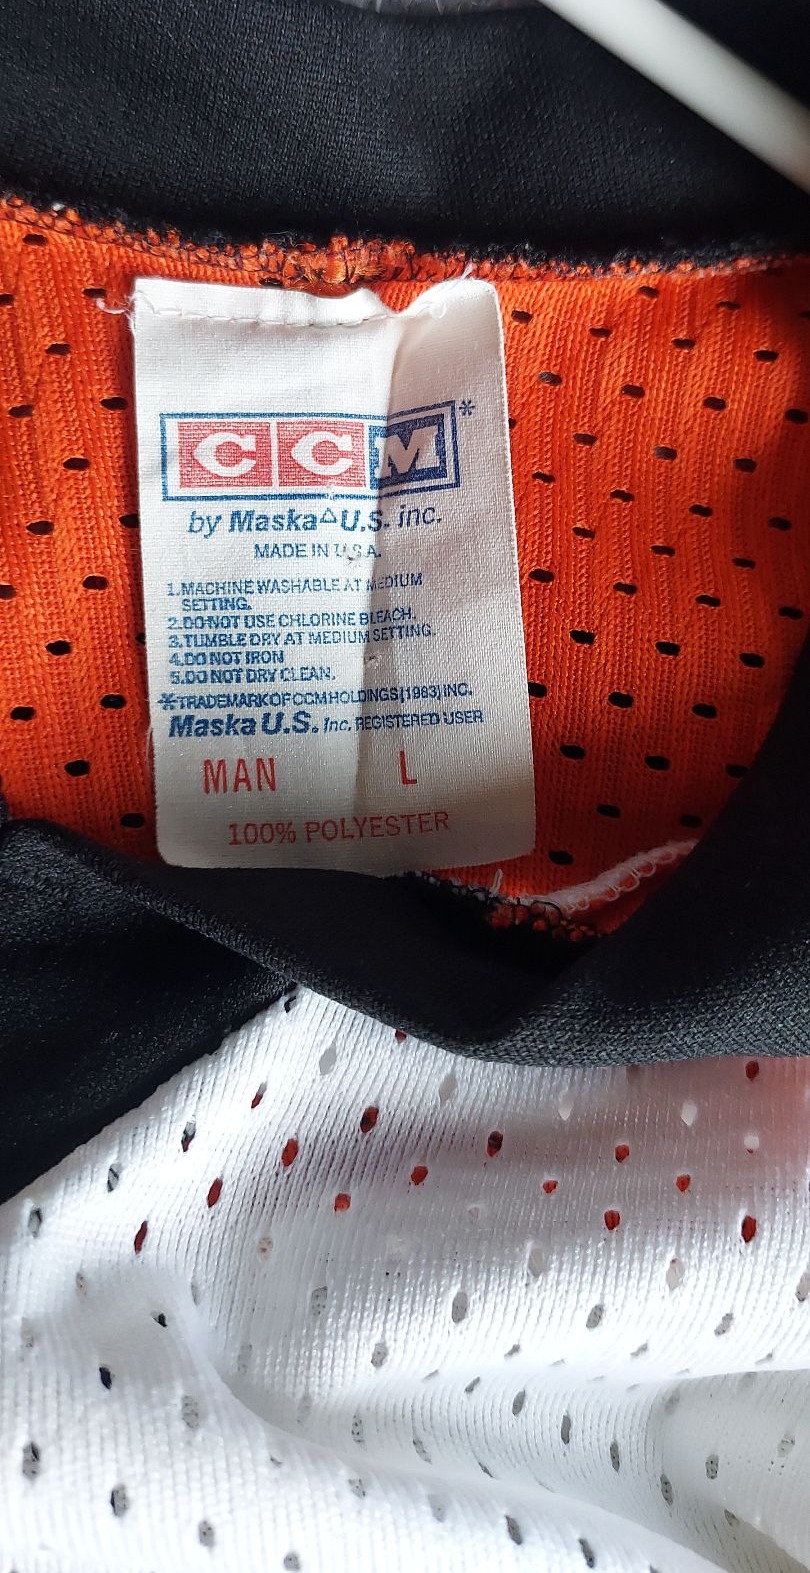 CCM*
by Maska△U.S. inc.
MADE IN U.S.A.
1.MACHINE WASHABLE AT MEDIUM
SETTING.
2.DO NOT USE CHLORINE BLEACH.
3.TUMBLE DRY AT MEDIUM SETTING.
4.DO NOT IRON
5.DO NOT DRY CLEAN.
*TRADEMARK OF CCM HOLDINGS (1983) INC.
Maska U.S. Inc. REGISTERED USER
MAN L
100% POLYESTER